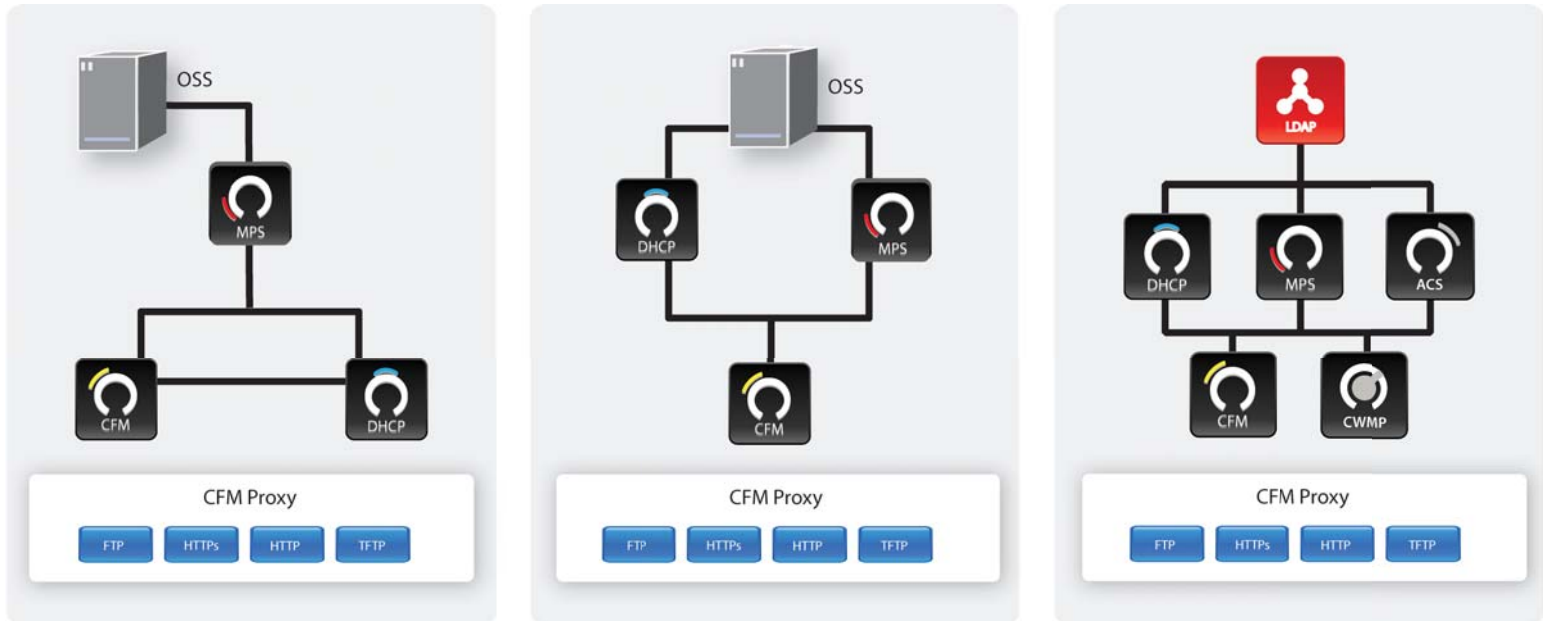 OSS
MPS
CFM
DHCP
CFM Proxy
FTP
HTTPs
HTTP
TFTP
OSS
DHCP
MPS
CFM
CFM Proxy
FTP
HTTPs
HTTP
TFTP
LDAP
DHCP
MPS
ACS
CFM
CWMP
CFM Proxy
FTP
HTTPs
HTTP
TFTP